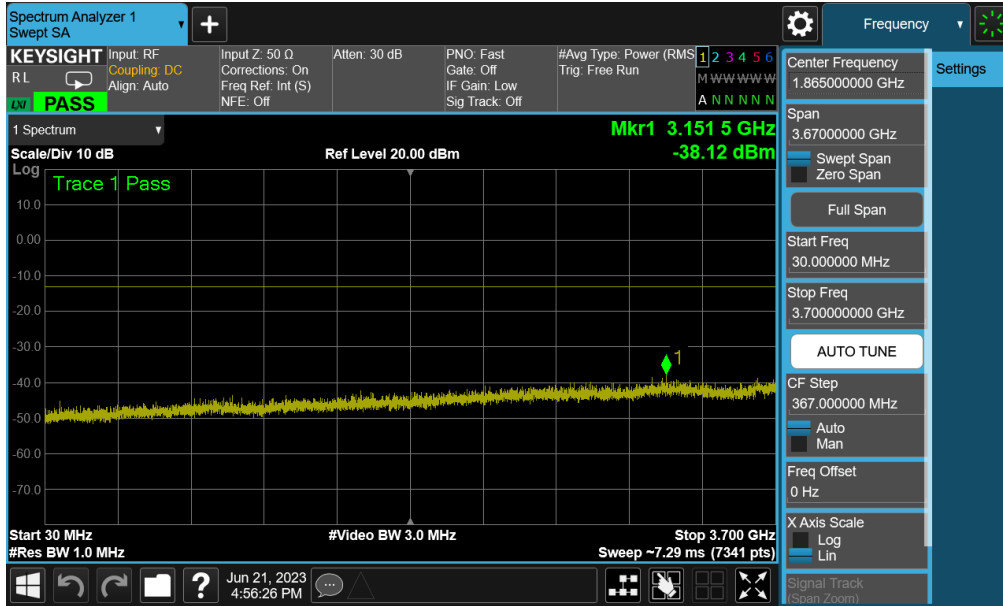 Spectrum Analyzer 1
Swept SA
Frequency
KEYSIGHT
R L
LXI PASS
Input: RF
Coupling: DC
Align: Auto
Input Z: 50 Ω
Corrections: On
Freq Ref: Int (S)
NFE: Off
Atten: 30 dB
PNO: Fast
Gate: Off
IF Gain: Low
Sig Track: Off
#Avg Type: Power (RMS
Trig: Free Run
1 2 3 4 5 6
M W W W W W
A N N N N N
1 Spectrum
Scale/Div 10 dB
Ref Level 20.00 dBm
Mkr1 3.151 5 GHz
-38.12 dBm
Log
Trace 1 Pass
10.0
0.00
-10.0
-20.0
-30.0
-40.0
-50.0
-60.0
-70.0
1
Start 30 MHz
#Res BW 1.0 MHz
#Video BW 3.0 MHz
Stop 3.700 GHz
Sweep ~7.29 ms (7341 pts)
Jun 21, 2023
4:56:26 PM
Center Frequency
1.865000000 GHz
Span
3.67000000 GHz
Swept Span
Zero Span
Full Span
Start Freq
30.000000 MHz
Stop Freq
3.700000000 GHz
AUTO TUNE
CF Step
367.000000 MHz
Auto
Man
Freq Offset
0 Hz
X Axis Scale
Log
Lin
Signal Track
(Span Zoom)
Settings